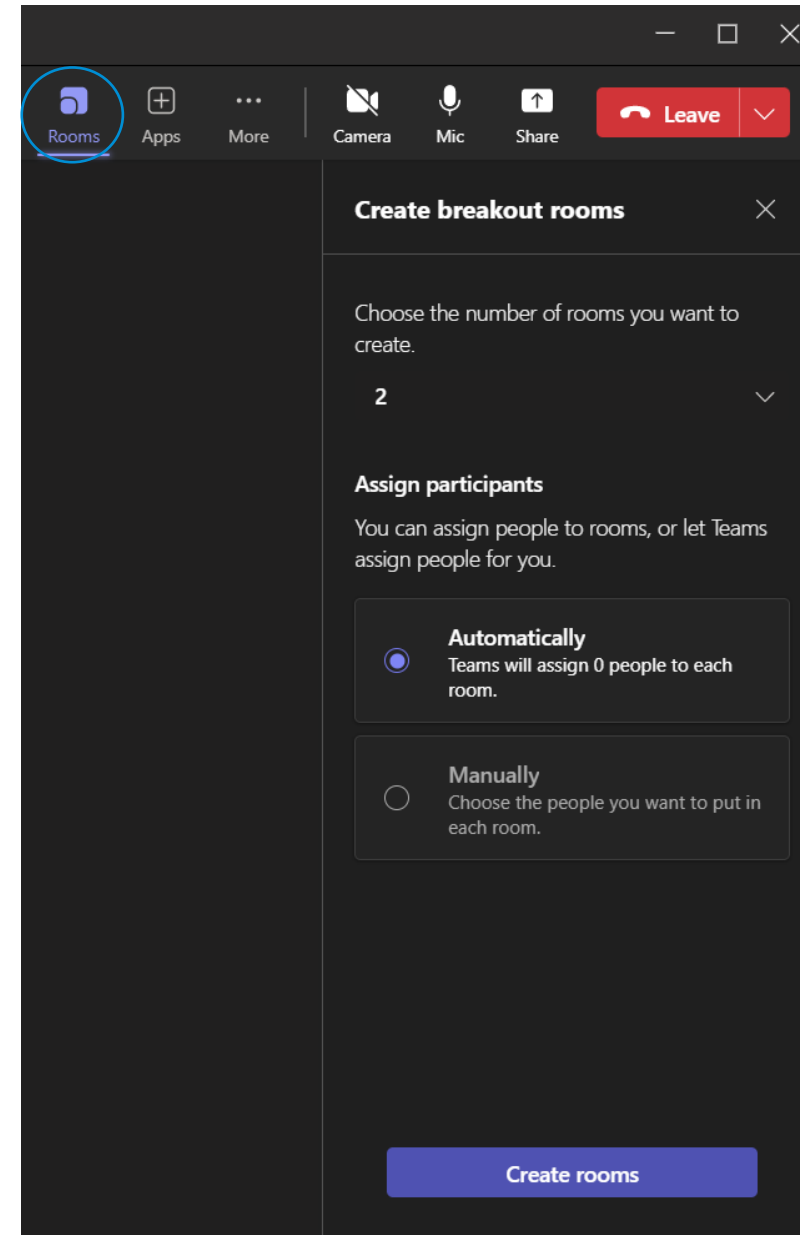 Rooms Apps More Camera Mic Share Leave
Create breakout rooms
Choose the number of rooms you want to
create.
2
Assign participants
You can assign people to rooms, or let Teams
assign people for you.
Automatically
Teams will assign 0 people to each
room.
Manually
Choose the people you want to put in
each room.
Create rooms